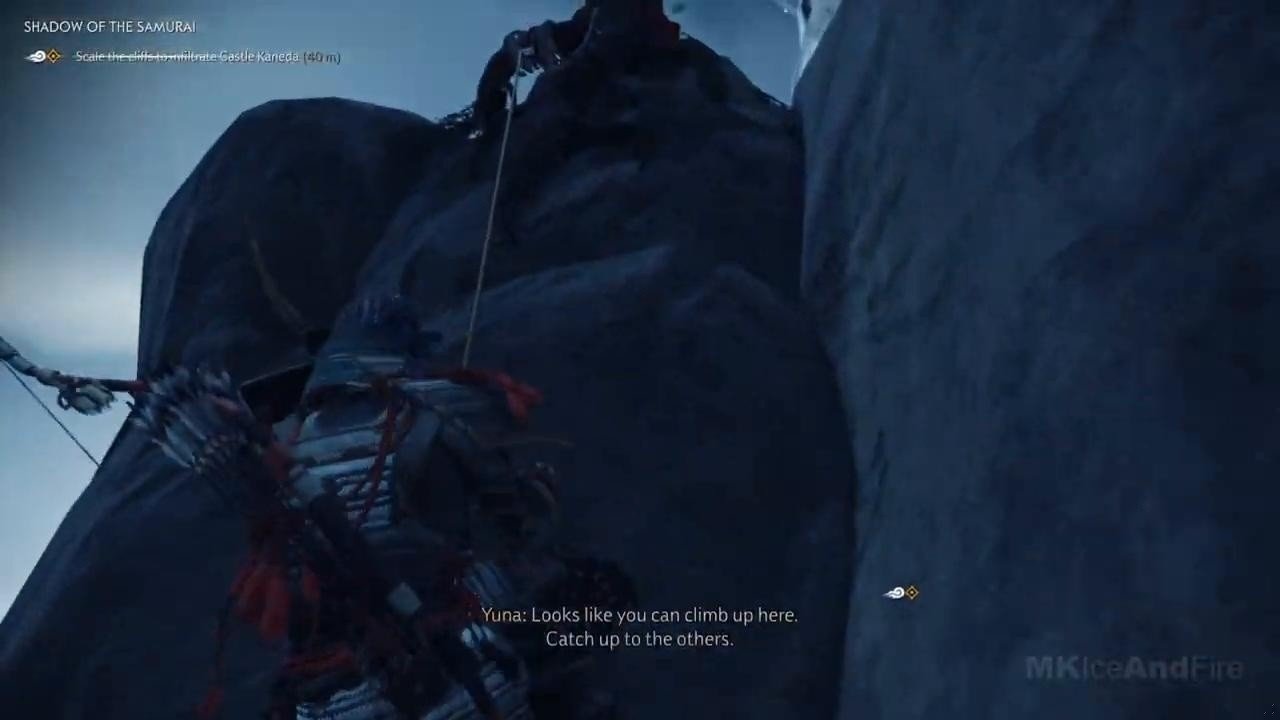 SHADOW OF THE SAMURAI
Scale the cliffs to infiltrate Castle Kaneda (40 m)
Yuna: Looks like you can climb up here.
Catch up to the others.
MKIceAndFire